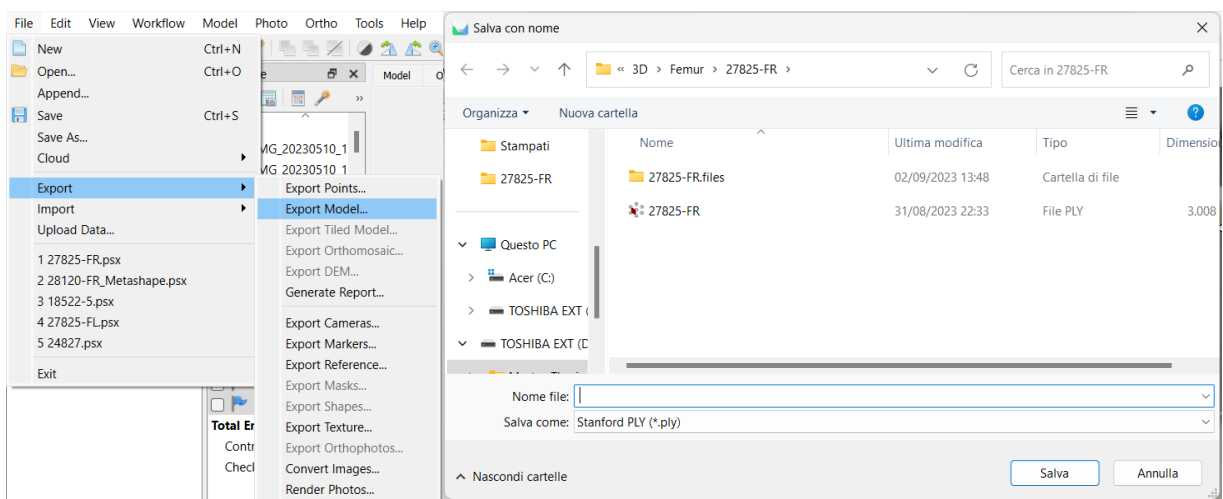 File Edit View Workflow Model Photo Ortho Tools Help
New Ctrl+N
Open... Ctrl+O
Append...
Save Ctrl+S
Save As...
Cloud
Export
Import
Upload Data...
1 27825-FR.psx
2 28120-FR_Metashape.psx
3 18522-5.psx
4 27825-FL.psx
5 24827.psx
Exit
Model
MG_20230510_1
MG_20230510_1
Export Points...
Export Model...
Export Tiled Model...
Export Orthomosaic...
Export DEM...
Generate Report...
Export Cameras...
Export Markers...
Export Reference...
Export Masks...
Export Shapes...
Export Texture...
Export Orthophotos...
Convert Images...
Render Photos...
Total Er
Contr
Check
Salva con nome
« 3D › Femur › 27825-FR ›
Cerca in 27825-FR
Organizza Nuova cartella
Stampati
27825-FR
Questo PC
Acer (C:)
TOSHIBA EXT (
TOSHIBA EXT (D
Nome Ultima modifica Tipo Dimensio
27825-FR.files 02/09/2023 13:48 Cartella di file
27825-FR 31/08/2023 22:33 File PLY 3.008
Nome file:
Salva come: Stanford PLY (*.ply)
Nascondi cartelle
Salva Annulla